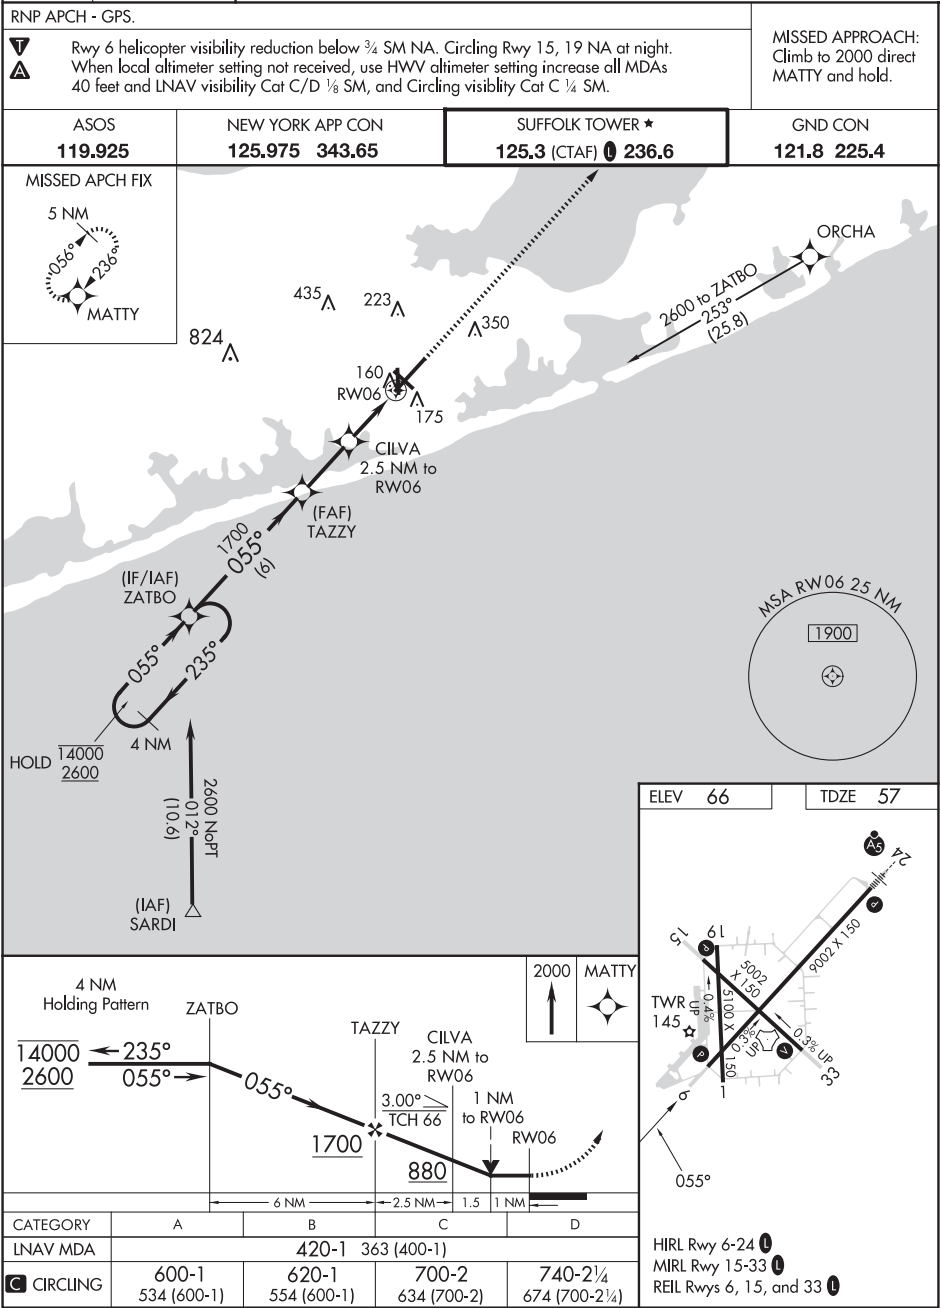 RNP APCH - GPS.
T
A
Rwy 6 helicopter visibility reduction below ¾ SM NA. Circling Rwy 15, 19 NA at night.
When local altimeter setting not received, use HWV altimeter setting increase all MDAs
40 feet and LNAV visibility Cat C/D ⅛ SM, and Circling visiblity Cat C ¼ SM.
MISSED APPROACH:
Climb to 2000 direct
MATTY and hold.
ASOS
119.925
NEW YORK APP CON
125.975 343.65
SUFFOLK TOWER ★
125.3 (CTAF) L 236.6
GND CON
121.8 225.4
MISSED APCH FIX
5 NM
056°
236°
MATTY
ORCHA
2600 to ZATBO
253°
(25.8)
435
223
350
824
160
RW06
175
CILVA
2.5 NM to
RW06
(FAF)
TAZZY
1700
055°
(6)
(IF/IAF)
ZATBO
055°
235°
4 NM
HOLD
14000
2600
2600 NoPT
012°
(10.6)
(IAF)
SARDI
MSA RW06 25 NM
1900
ELEV 66
TDZE 57
A5
24
P
9002 X 150
15
19
P
5002
X 150
0.4%
UP
5100 X 150
TWR
145
0.3%
UP
0.3% UP
V
P
33
6
1
055°
HIRL Rwy 6-24 L
MIRL Rwy 15-33 L
REIL Rwys 6, 15, and 33 L
4 NM
Holding Pattern
ZATBO
TAZZY
CILVA
2.5 NM to
RW06
2000
MATTY
14000
2600
235°
055°
055°
3.00°
TCH 66
1 NM
to RW06
RW06
1700
880
6 NM
2.5 NM
1.5
1 NM
CATEGORY A B C D
LNAV MDA 420-1 363 (400-1)
C CIRCLING
600-1
534 (600-1)
620-1
554 (600-1)
700-2
634 (700-2)
740-2¼
674 (700-2¼)